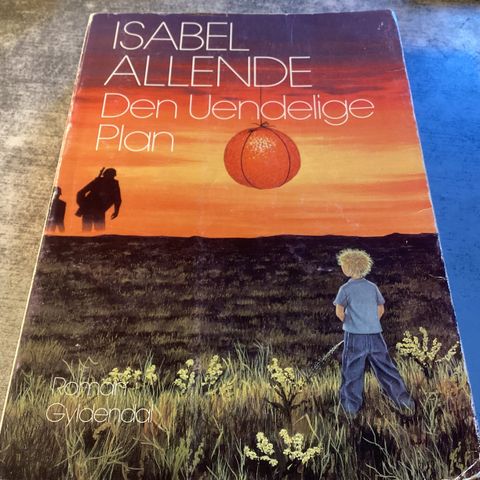 ISABEL
ALLENDE
Den Uendelige
Plan
Roman
Gyldendal